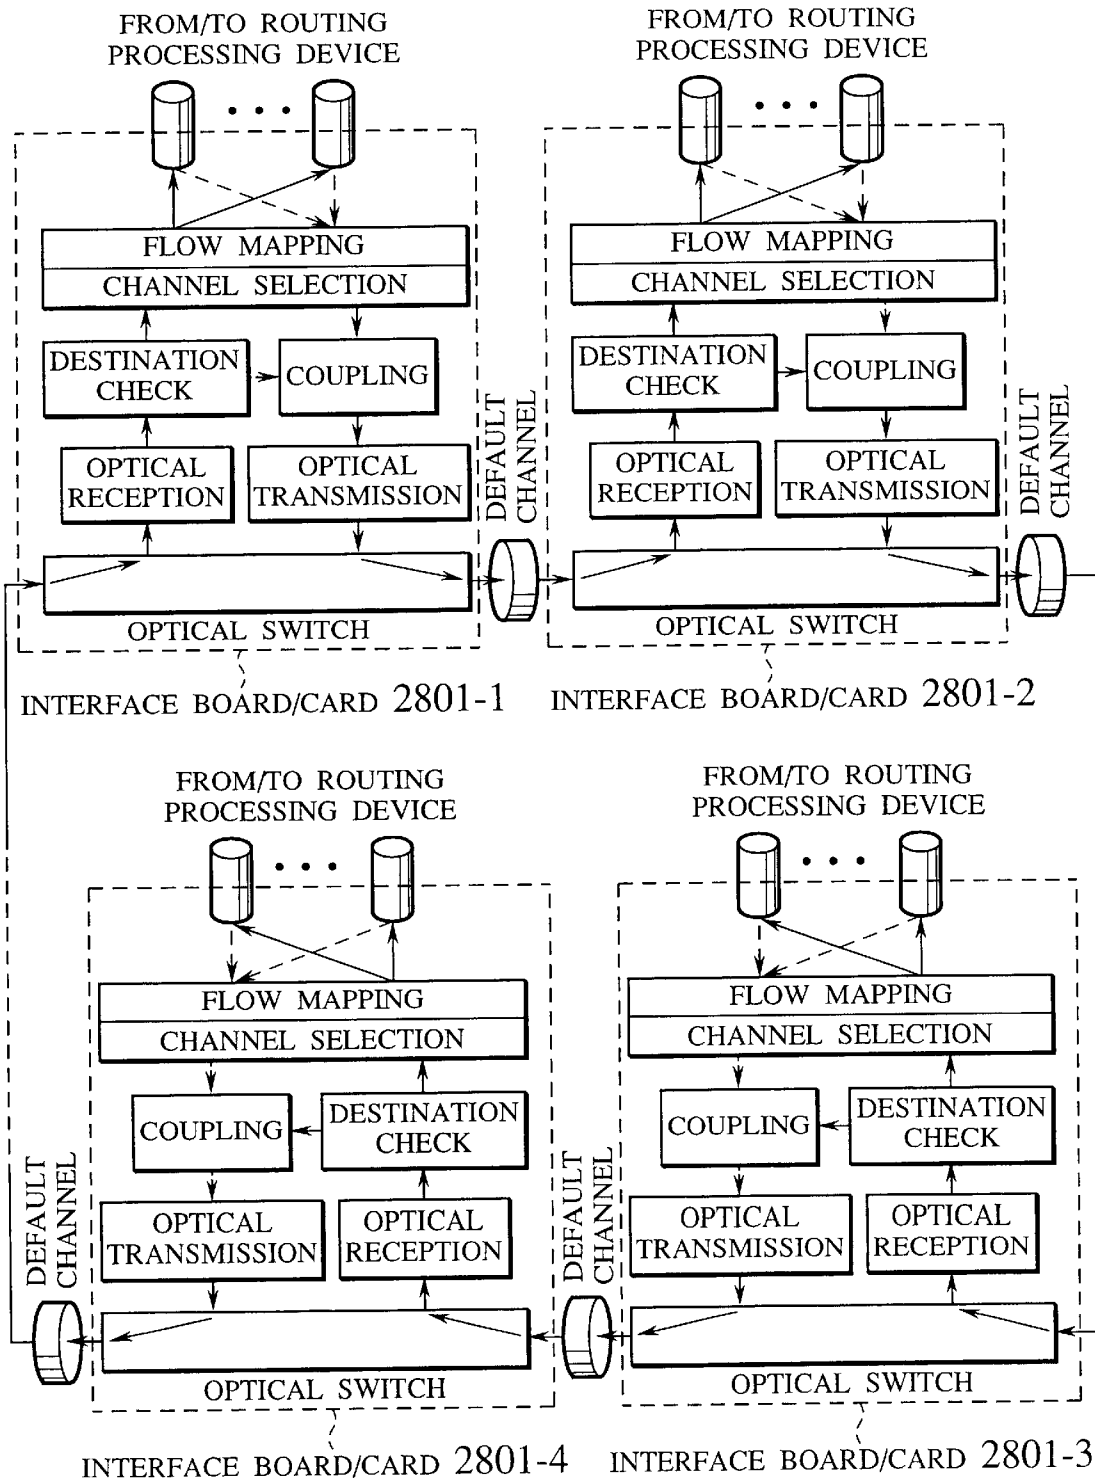 FROM/TO ROUTING
PROCESSING DEVICE
FLOW MAPPING
CHANNEL SELECTION
DESTINATION
CHECK
COUPLING
OPTICAL
RECEPTION
OPTICAL
TRANSMISSION
DEFAULT
CHANNEL
OPTICAL SWITCH
INTERFACE BOARD/CARD 2801-1
FROM/TO ROUTING
PROCESSING DEVICE
FLOW MAPPING
CHANNEL SELECTION
DESTINATION
CHECK
COUPLING
OPTICAL
RECEPTION
OPTICAL
TRANSMISSION
DEFAULT
CHANNEL
OPTICAL SWITCH
INTERFACE BOARD/CARD 2801-2
FROM/TO ROUTING
PROCESSING DEVICE
FLOW MAPPING
CHANNEL SELECTION
COUPLING
DESTINATION
CHECK
OPTICAL
TRANSMISSION
OPTICAL
RECEPTION
DEFAULT
CHANNEL
OPTICAL SWITCH
INTERFACE BOARD/CARD 2801-4
FROM/TO ROUTING
PROCESSING DEVICE
FLOW MAPPING
CHANNEL SELECTION
COUPLING
DESTINATION
CHECK
OPTICAL
TRANSMISSION
OPTICAL
RECEPTION
DEFAULT
CHANNEL
OPTICAL SWITCH
INTERFACE BOARD/CARD 2801-3